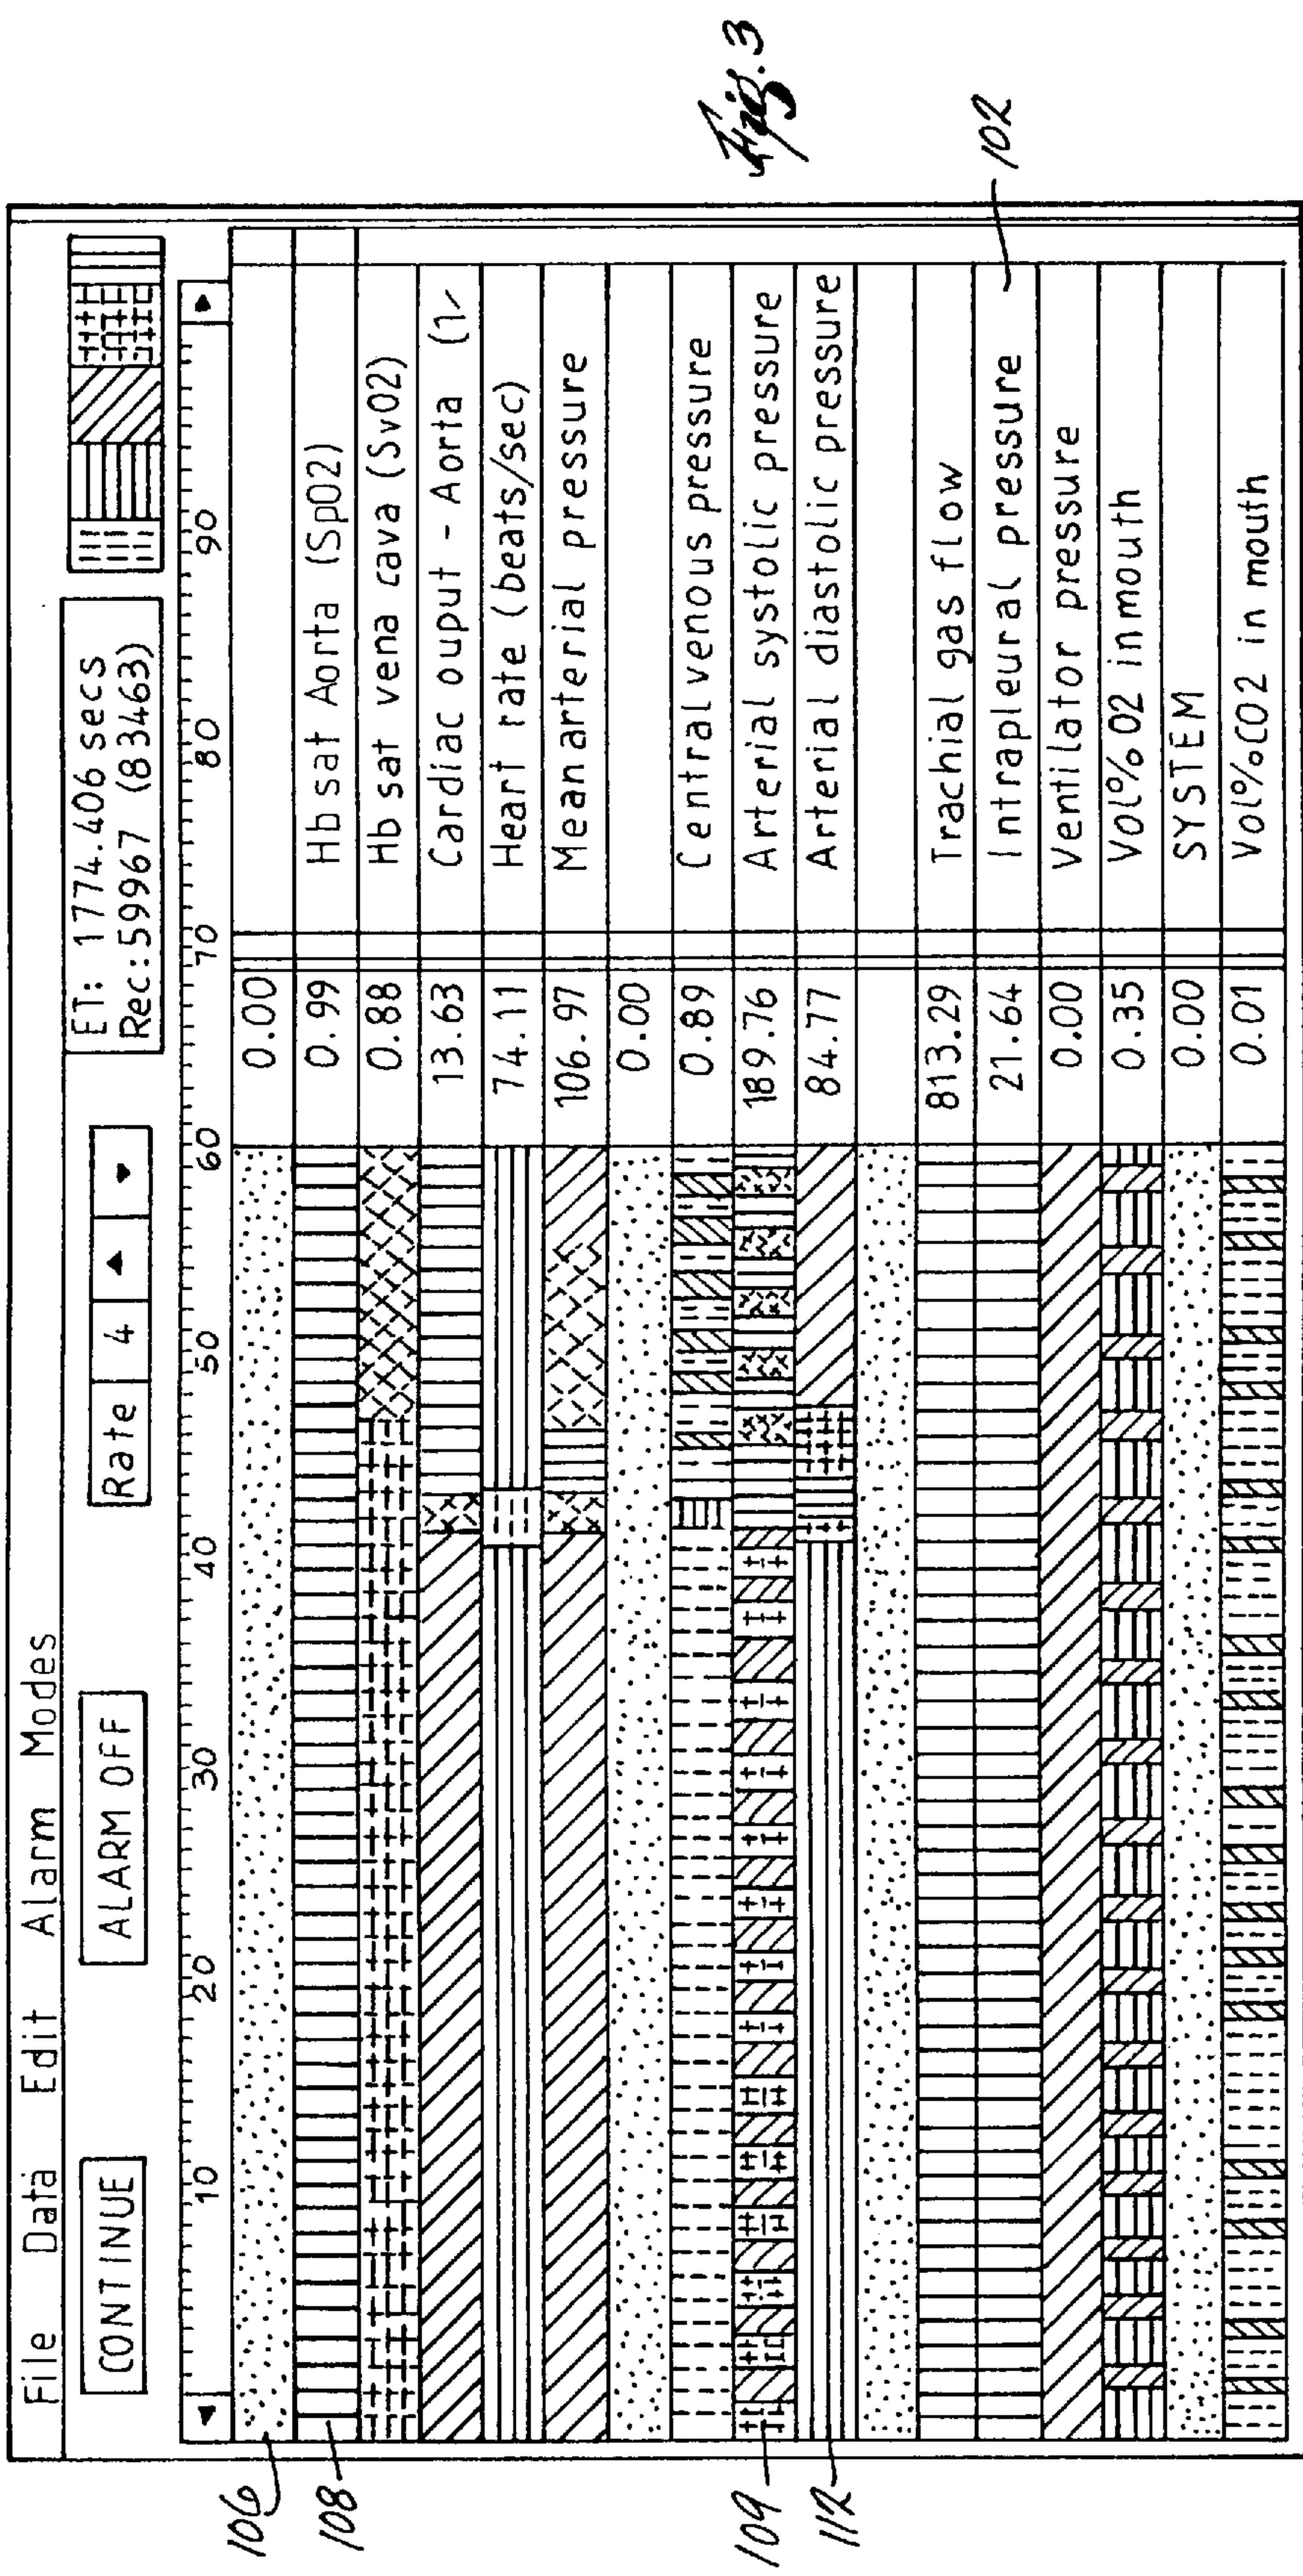 File Data Edit Alarm Modes
CONTINUE
ALARM OFF
Rate 4
ET: 1774.406 secs
Rec:59967 (83463)
10 20 30 40 50 60 70 80 90
106 0.00
108 0.99 Hb sat Aorta (SpO2)
0.88 Hb sat vena cava (SvO2)
13.63 Cardiac ouput - Aorta (1/
74.11 Heart rate (beats/sec)
106.97 Mean arterial pressure
0.00
0.89 Central venous pressure
109 189.76 Arterial systolic pressure
112 84.77 Arterial diastolic pressure
813.29 Trachial gas flow
21.64 Intrapleural pressure
0.00 Ventilator pressure
0.35 Vol% O2 in mouth
0.00 SYSTEM
0.01 Vol% CO2 in mouth
102
Fig. 3